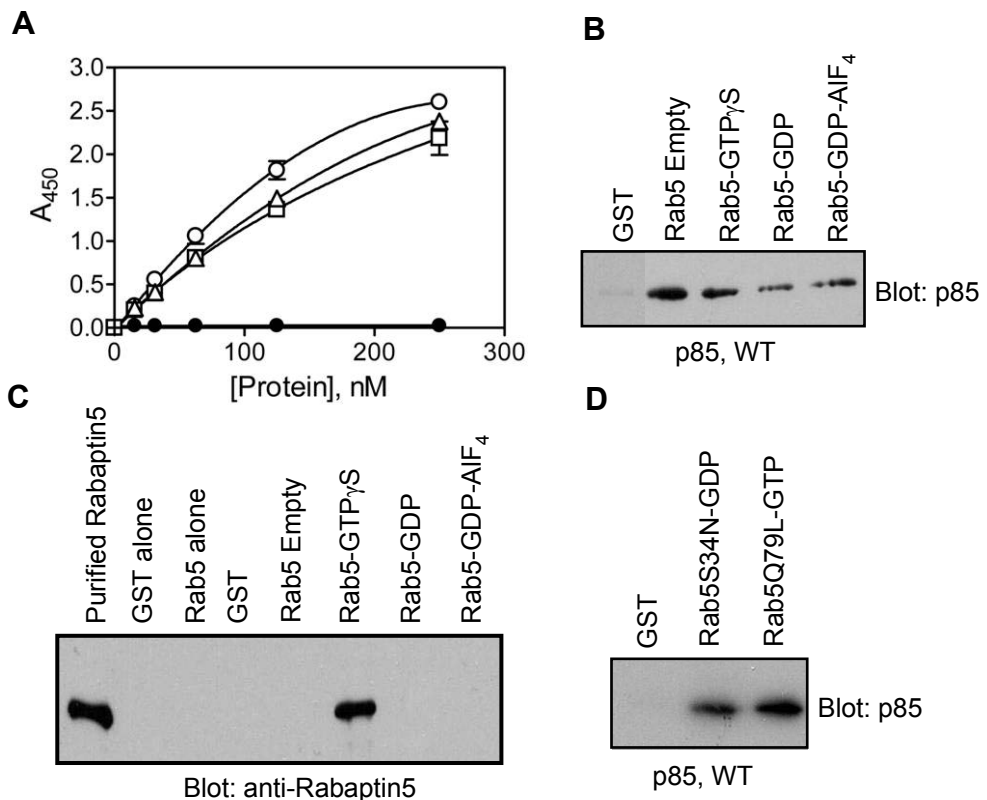 A
3.0
2.5
2.0
1.5
1.0
0.5
0.0
0
100
200
300
A450
[Protein], nM
B
GST
Rab5 Empty
Rab5-GTPγS
Rab5-GDP
Rab5-GDP-AlF4
Blot: p85
p85, WT
C
Purified Rabaptin5
GST alone
Rab5 alone
GST
Rab5 Empty
Rab5-GTPγS
Rab5-GDP
Rab5-GDP-AlF4
Blot: anti-Rabaptin5
D
GST
Rab5S34N-GDP
Rab5Q79L-GTP
Blot: p85
p85, WT